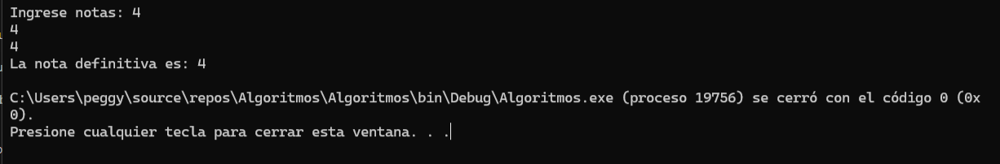 Ingrese notas: 4
4
4
La nota definitiva es: 4
C:\Users\peggy\source\repos\Algoritmos\Algoritmos\bin\Debug\Algoritmos.exe (proceso 19756) se cerró con el código 0 (0x
0).
Presione cualquier tecla para cerrar esta ventana. . .